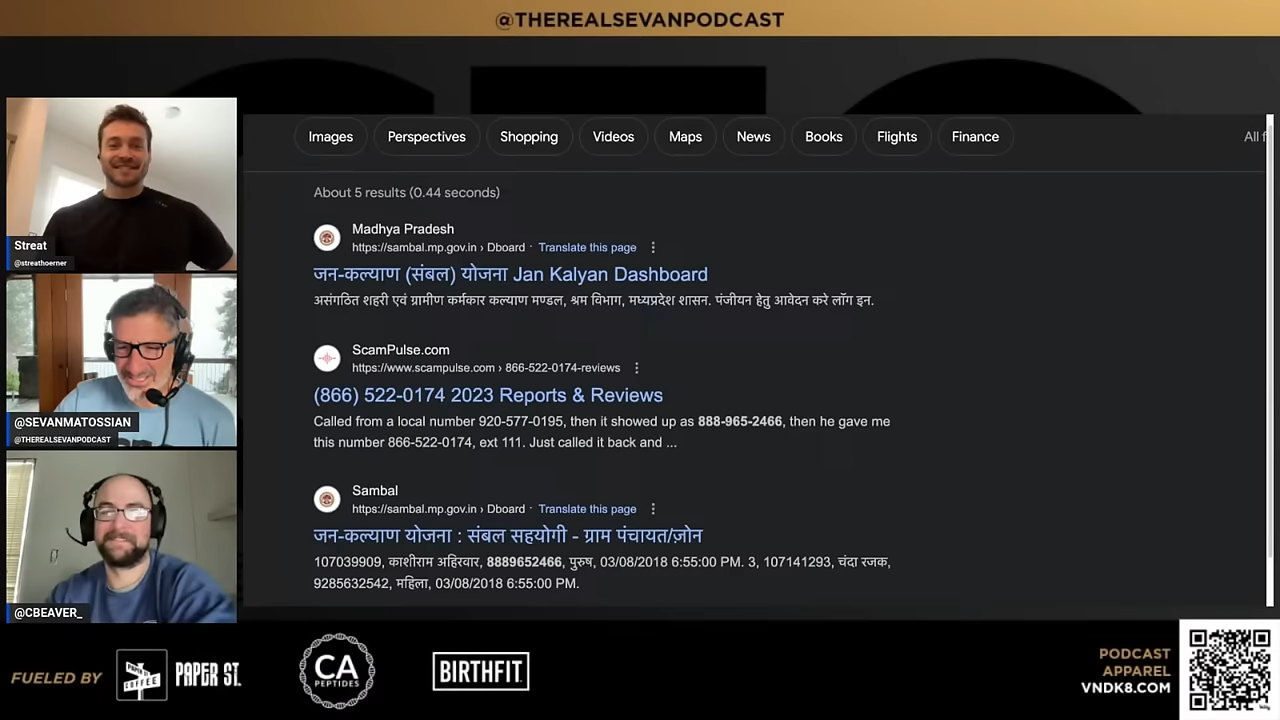 @THEREALSEVANPODCAST
Images
Perspectives
Shopping
Videos
Maps
News
Books
Flights
Finance
All f
About 5 results (0.44 seconds)
Madhya Pradesh
https://sambal.mp.gov.in › Dboard · Translate this page
जन-कल्याण (संबल) योजना Jan Kalyan Dashboard
असंगठित शहरी एवं ग्रामीण कर्मकार कल्याण मण्डल, श्रम विभाग, मध्यप्रदेश शासन. पंजीयन हेतु आवेदन करे लॉग इन.
ScamPulse.com
https://www.scampulse.com › 866-522-0174-reviews
(866) 522-0174 2023 Reports & Reviews
Called from a local number 920-577-0195, then it showed up as 888-965-2466, then he gave me
this number 866-522-0174, ext 111. Just called it back and ...
Sambal
https://sambal.mp.gov.in › Dboard · Translate this page
जन-कल्याण योजना : संबल सहयोगी - ग्राम पंचायत/ज़ोन
107039909, काशीराम अहिरवार, 8889652466, पुरुष, 03/08/2018 6:55:00 PM. 3, 107141293, चंदा रजक,
9285632542, महिला, 03/08/2018 6:55:00 PM.
Streat
@streathoerner
@SEVANMATOSSIAN
@THEREALSEVANPODCAST
@CBEAVER_
FUELED BY
COFFEE
PAPER ST.
CA
PEPTIDES
BIRTHFIT
PODCAST
APPAREL
VNDK8.COM